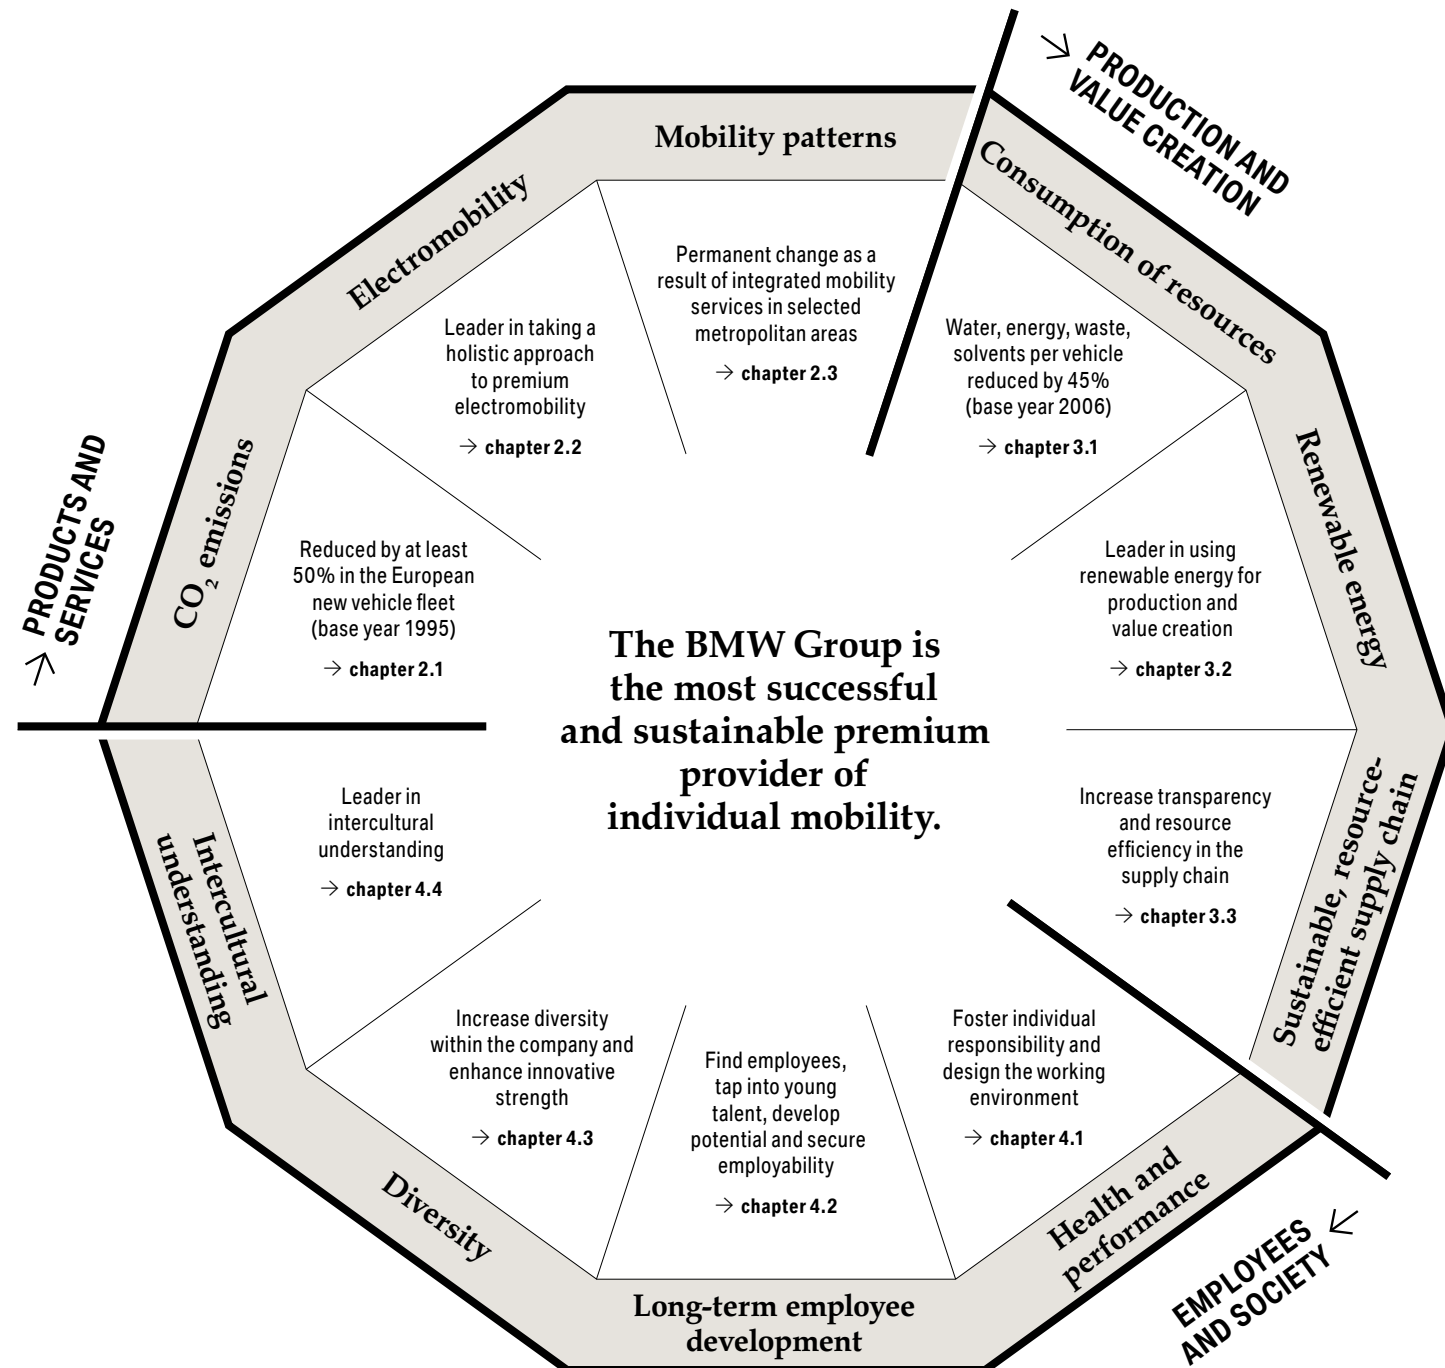 PRODUCTS AND
SERVICES
CO₂ emissions
Reduced by at least
50% in the European
new vehicle fleet
(base year 1995)
→ chapter 2.1
Electromobility
Leader in taking a
holistic approach
to premium
electromobility
→ chapter 2.2
Mobility patterns
Permanent change as a
result of integrated mobility
services in selected
metropolitan areas
→ chapter 2.3
PRODUCTION AND
VALUE CREATION
Consumption of resources
Water, energy, waste,
solvents per vehicle
reduced by 45%
(base year 2006)
→ chapter 3.1
Renewable energy
Leader in using
renewable energy for
production and
value creation
→ chapter 3.2
Sustainable, resource-
efficient supply chain
Increase transparency
and resource
efficiency in the
supply chain
→ chapter 3.3
EMPLOYEES
AND SOCIETY
Health and
performance
Foster individual
responsibility and
design the working
environment
→ chapter 4.1
Long-term employee
development
Find employees,
tap into young
talent, develop
potential and secure
employability
→ chapter 4.2
Diversity
Increase diversity
within the company and
enhance innovative
strength
→ chapter 4.3
Intercultural
understanding
Leader in
intercultural
understanding
→ chapter 4.4
The BMW Group is
the most successful
and sustainable premium
provider of
individual mobility.